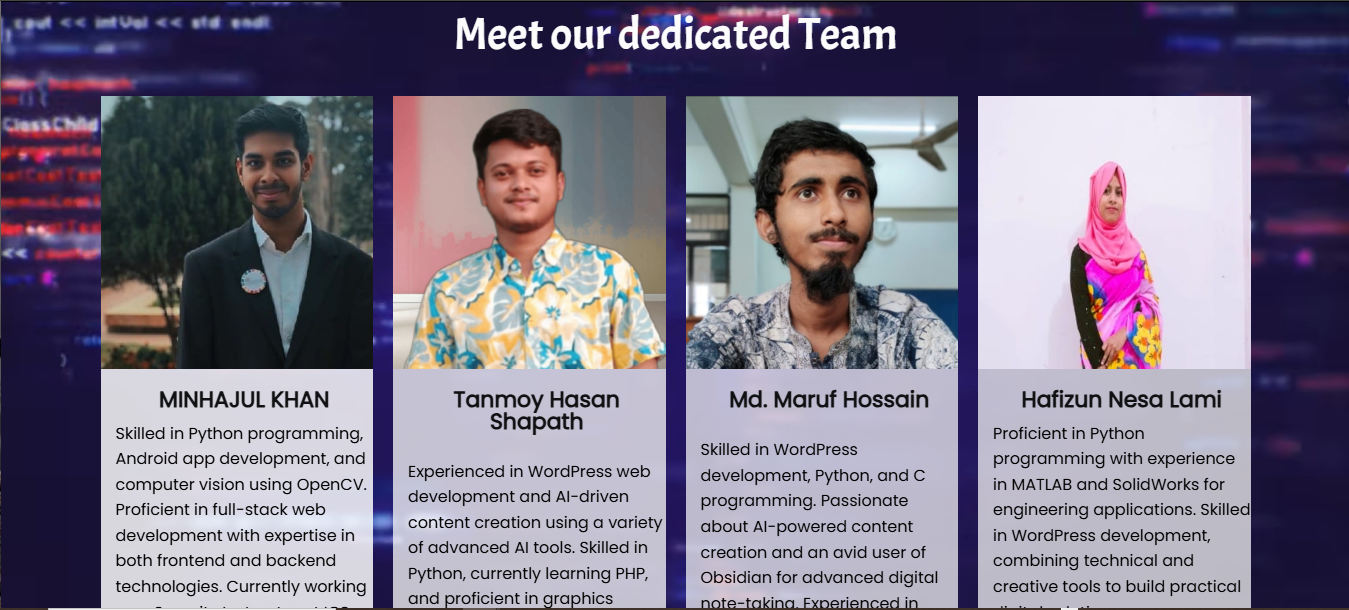 cput << intVal << std endl
Meet our dedicated Team
print
ClassChild
<<
MINHAJUL KHAN
Skilled in Python programming,
Android app development, and
computer vision using OpenCV.
Proficient in full-stack web
development with expertise in
both frontend and backend
technologies. Currently working
Tanmoy Hasan
Shapath
Experienced in WordPress web
development and AI-driven
content creation using a variety
of advanced AI tools. Skilled in
Python, currently learning PHP,
and proficient in graphics
Md. Maruf Hossain
Skilled in WordPress
development, Python, and C
programming. Passionate
about AI-powered content
creation and an avid user of
Obsidian for advanced digital
note-taking. Experienced in
Hafizun Nesa Lami
Proficient in Python
programming with experience
in MATLAB and SolidWorks for
engineering applications. Skilled
in WordPress development,
combining technical and
creative tools to build practical